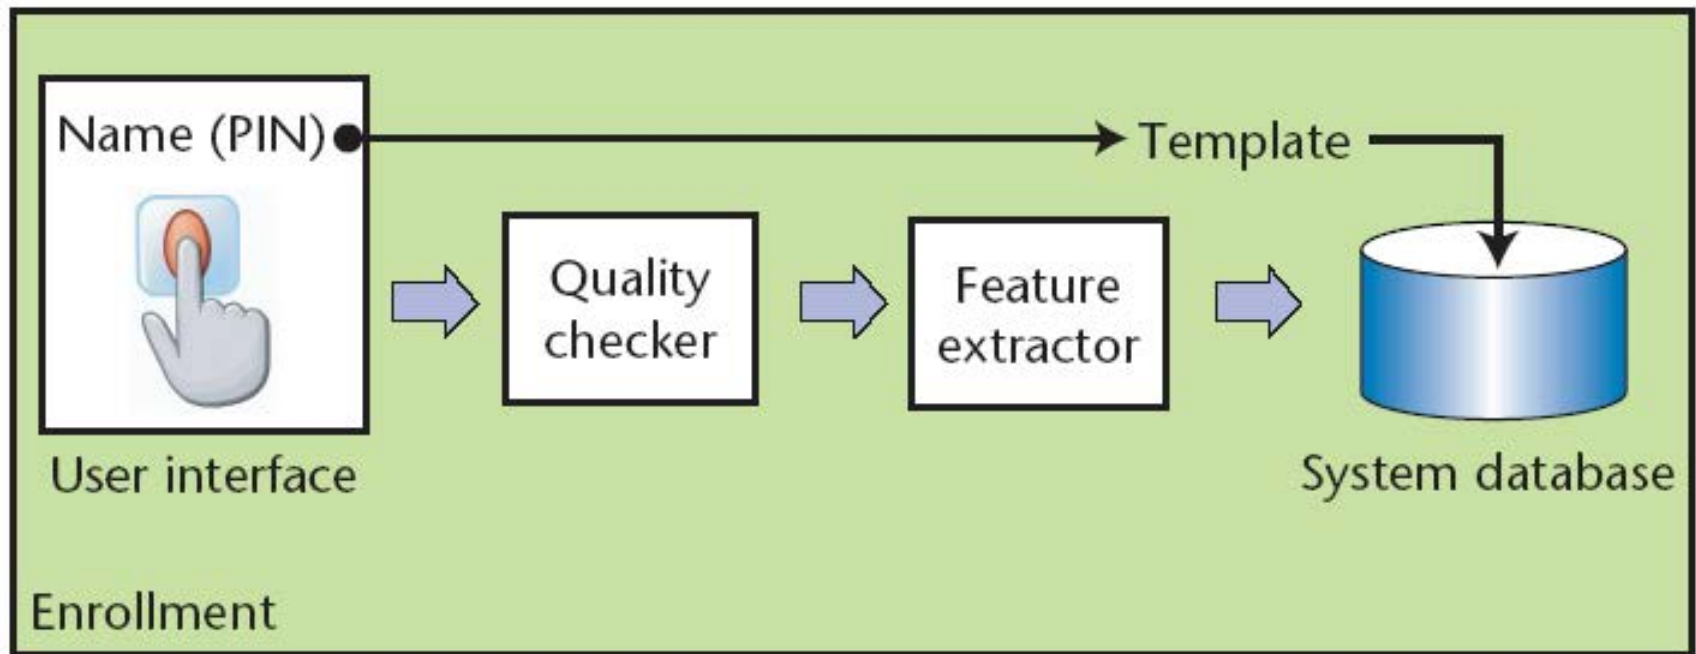 Name (PIN)
Template
Quality
checker
Feature
extractor
User interface
System database
Enrollment